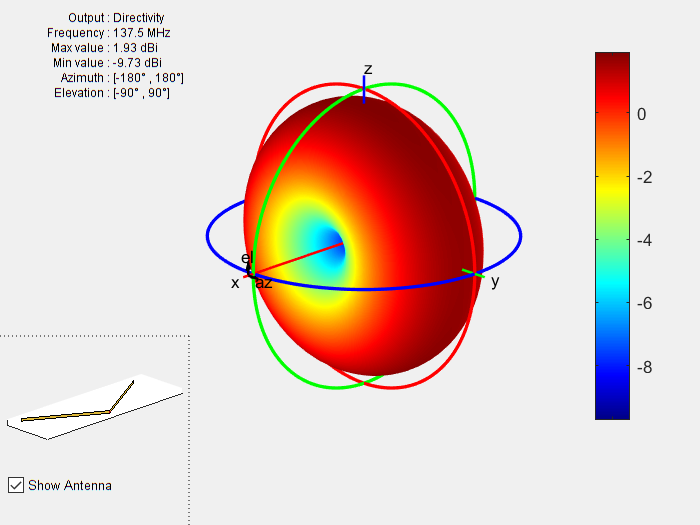 Output : Directivity
Frequency : 137.5 MHz
Max value : 1.93 dBi
Min value : -9.73 dBi
Azimuth : [-180° , 180°]
Elevation : [-90° , 90°]
z
el
x
az
y
0
-2
-4
-6
-8
Show Antenna